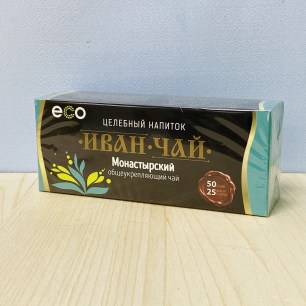 eco
ЦЕЛЕБНЫЙ НАПИТОК
ИВАН·ЧАЙ
Монастырский
общеукрепляющий чай
50
25